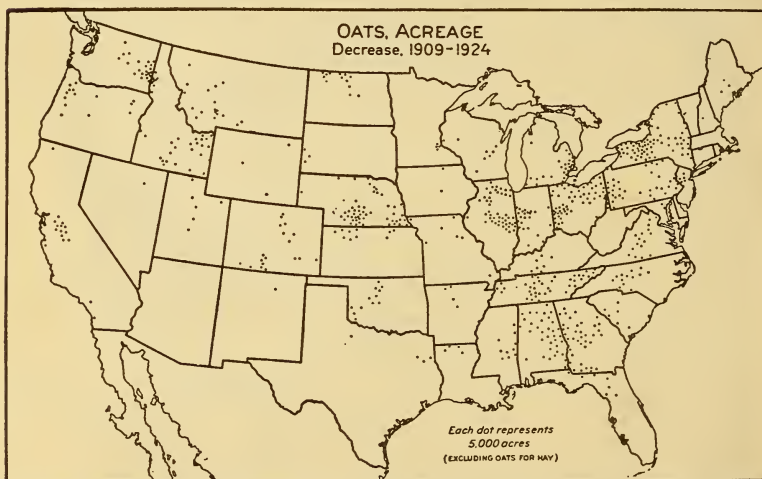 OATS, ACREAGE
Decrease, 1909-1924
Each dot represents
5,000 acres
(EXCLUDING OATS FOR HAY)